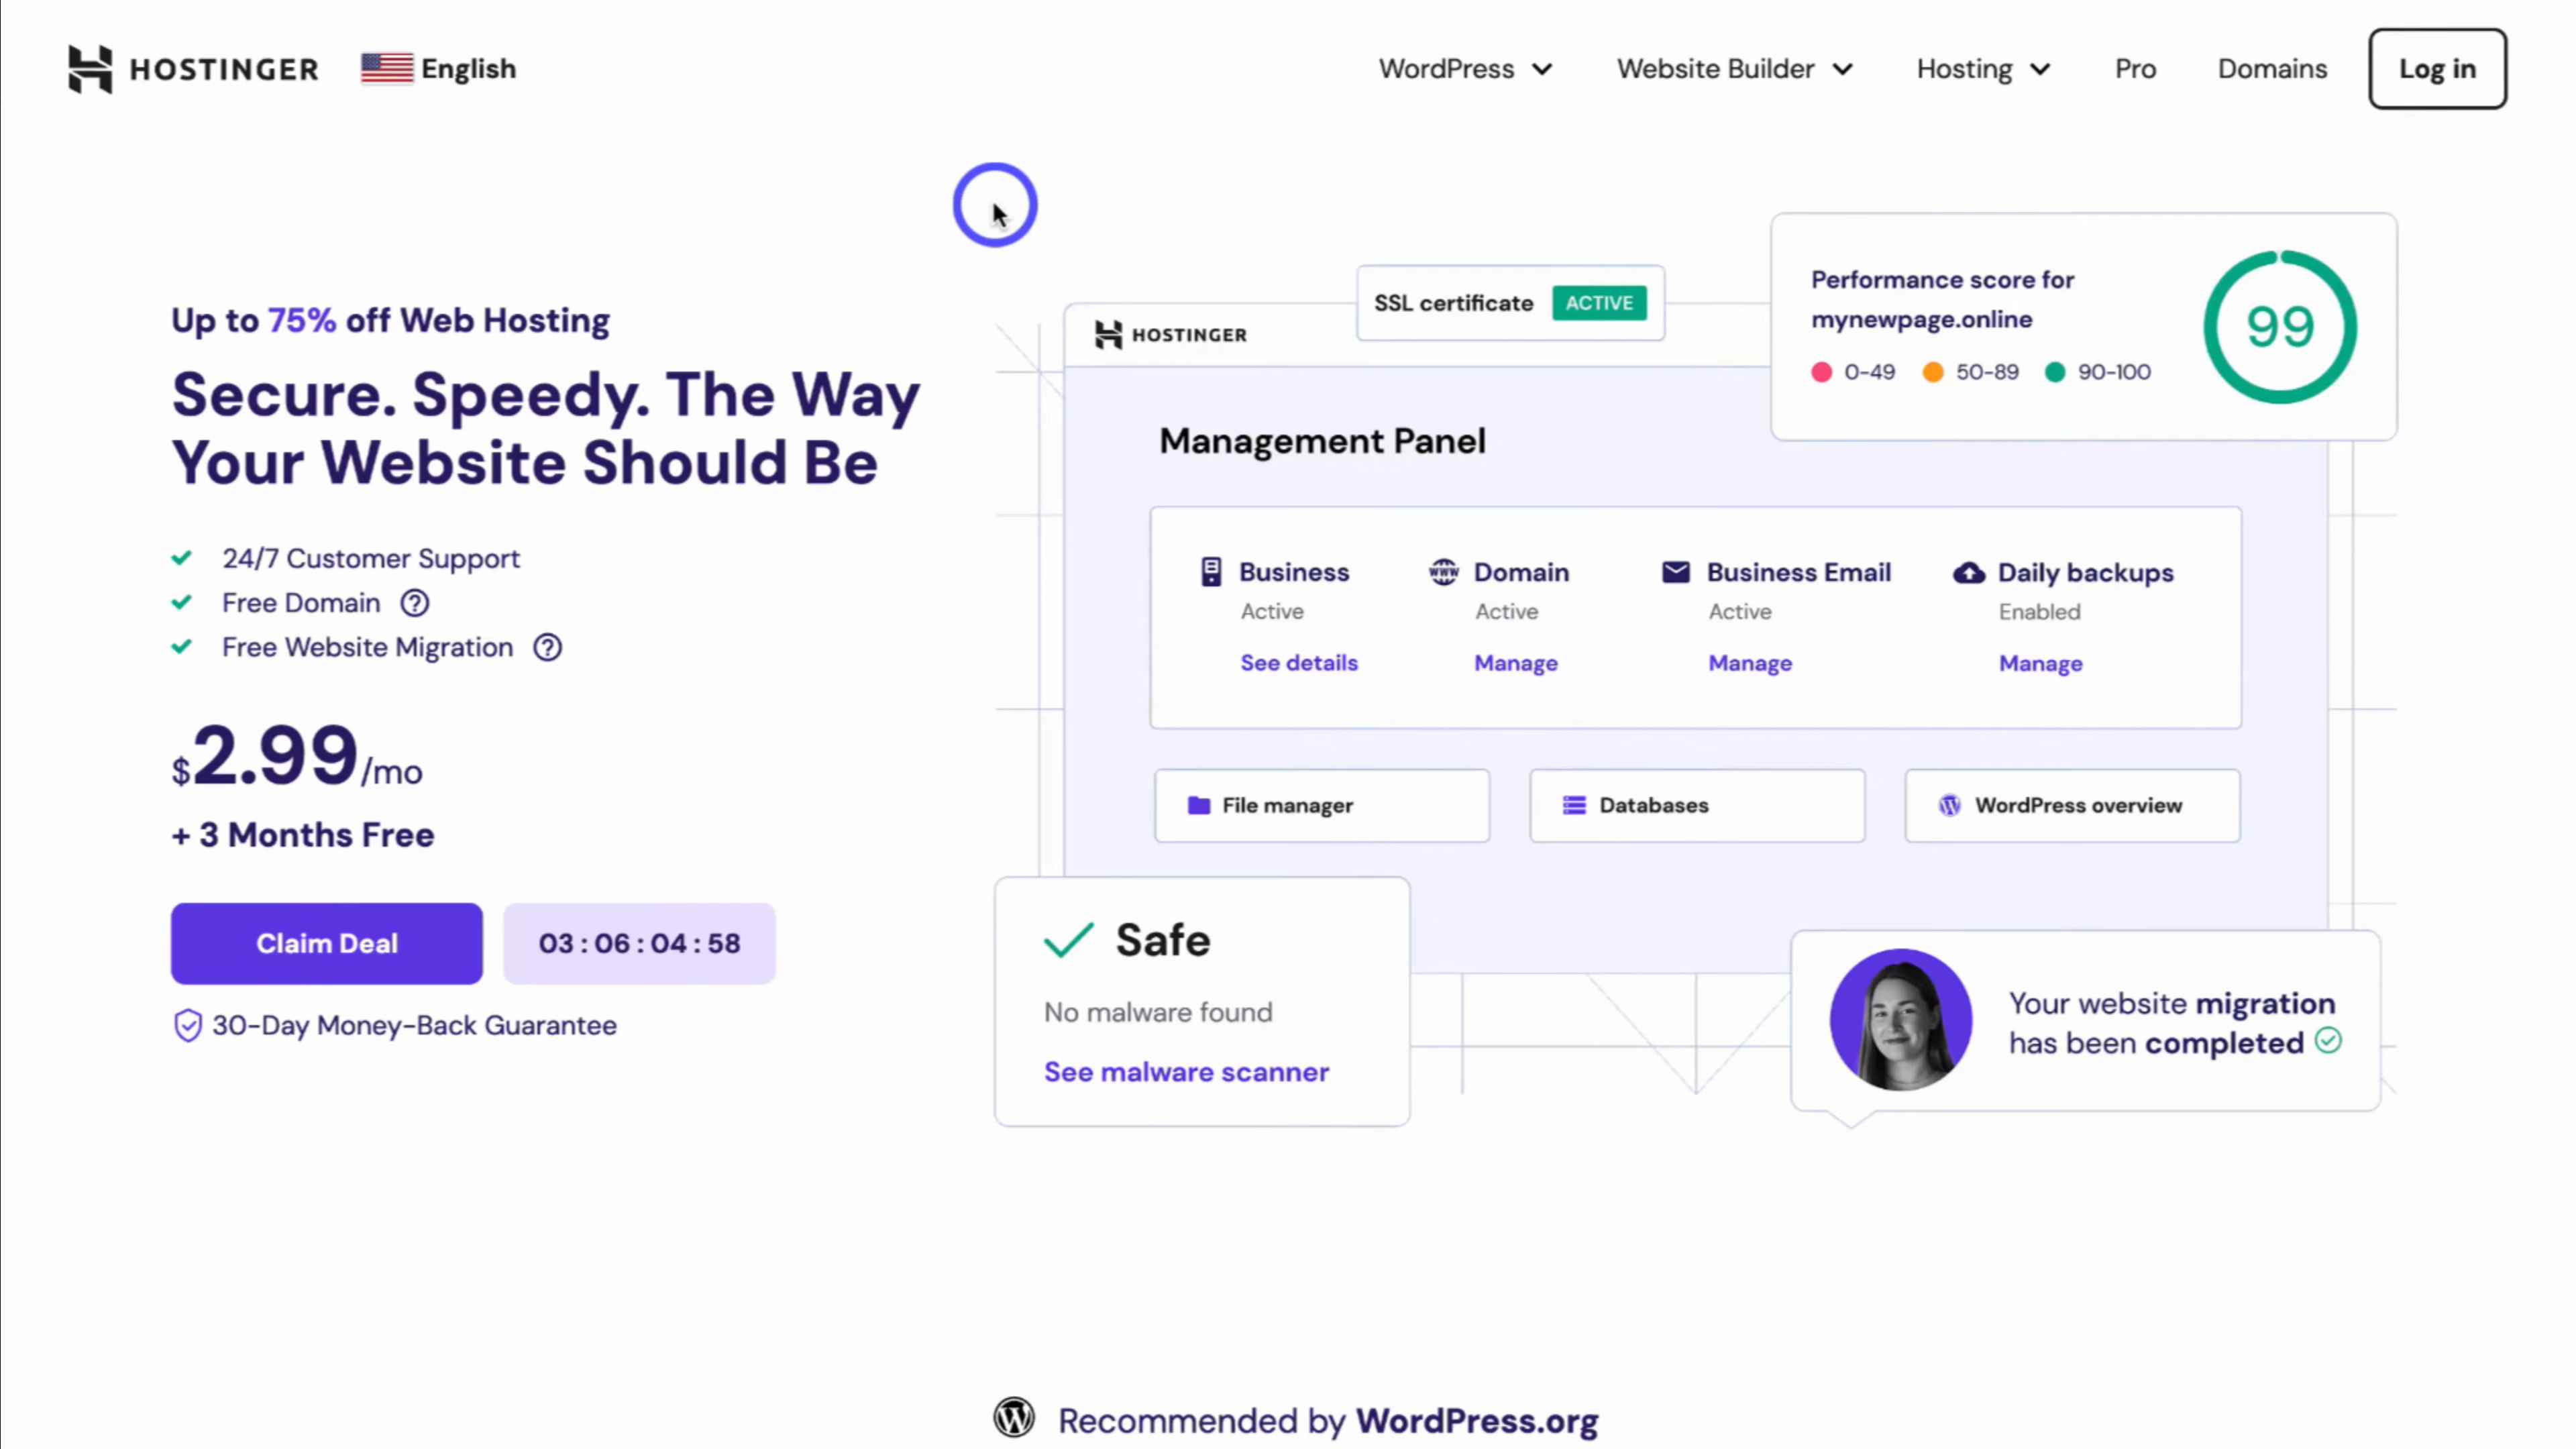 HOSTINGER English WordPress Website Builder Hosting Pro Domains Log in
Up to 75% off Web Hosting
Secure. Speedy. The Way
Your Website Should Be
24/7 Customer Support
Free Domain
Free Website Migration
$2.99/mo
+ 3 Months Free
Claim Deal 03 : 06 : 04 : 58
30-Day Money-Back Guarantee
HOSTINGER
SSL certificate ACTIVE
Performance score for
mynewpage.online
0-49 50-89 90-100
99
Management Panel
Business WWW Domain Business Email Daily backups
Active Active Active Enabled
See details Manage Manage Manage
File manager Databases WordPress overview
Safe
No malware found
See malware scanner
Your website migration
has been completed
Recommended by WordPress.org